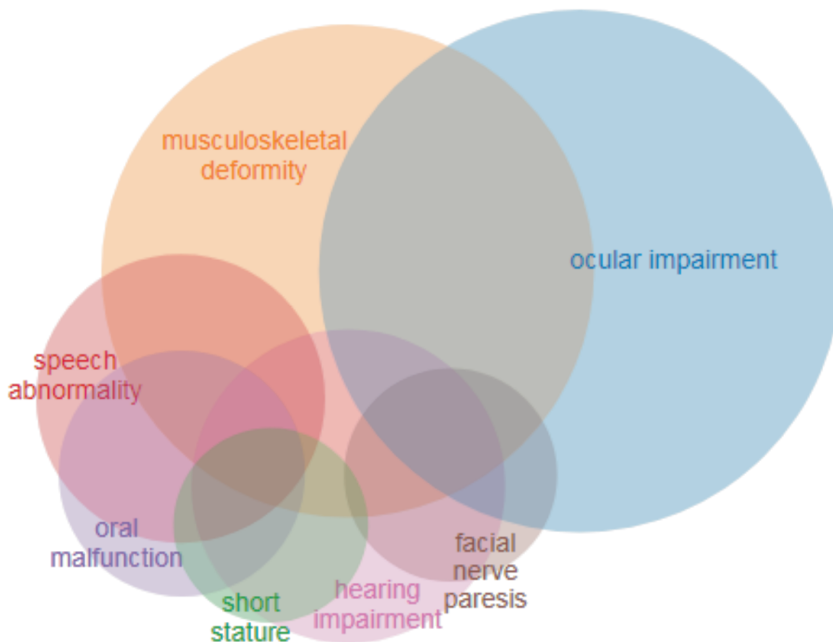 musculoskeletal
deformity
ocular impairment
speech
abnormality
oral
malfunction
short
stature
hearing
impairment
facial
nerve
paresis